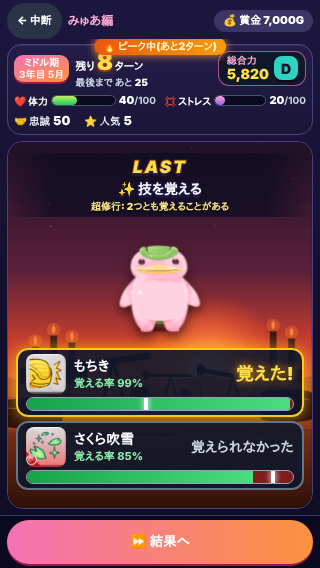 ← 中断
みゅあ編
💰 賞金 7,000G
🔥 ピーク中(あと2ターン)
ミドル期
3年目 5月
残り 8 ターン
最後まで あと 25
総合力
5,820
D
❤️ 体力 40/100
💢 ストレス 20/100
🤝 忠誠 50
⭐ 人気 5
LAST
✨ 技を覚える
超修行: 2つとも覚えることがある
もちき
覚える率 99%
覚えた!
さくら吹雪
覚える率 85%
覚えられなかった
⏩ 結果へ